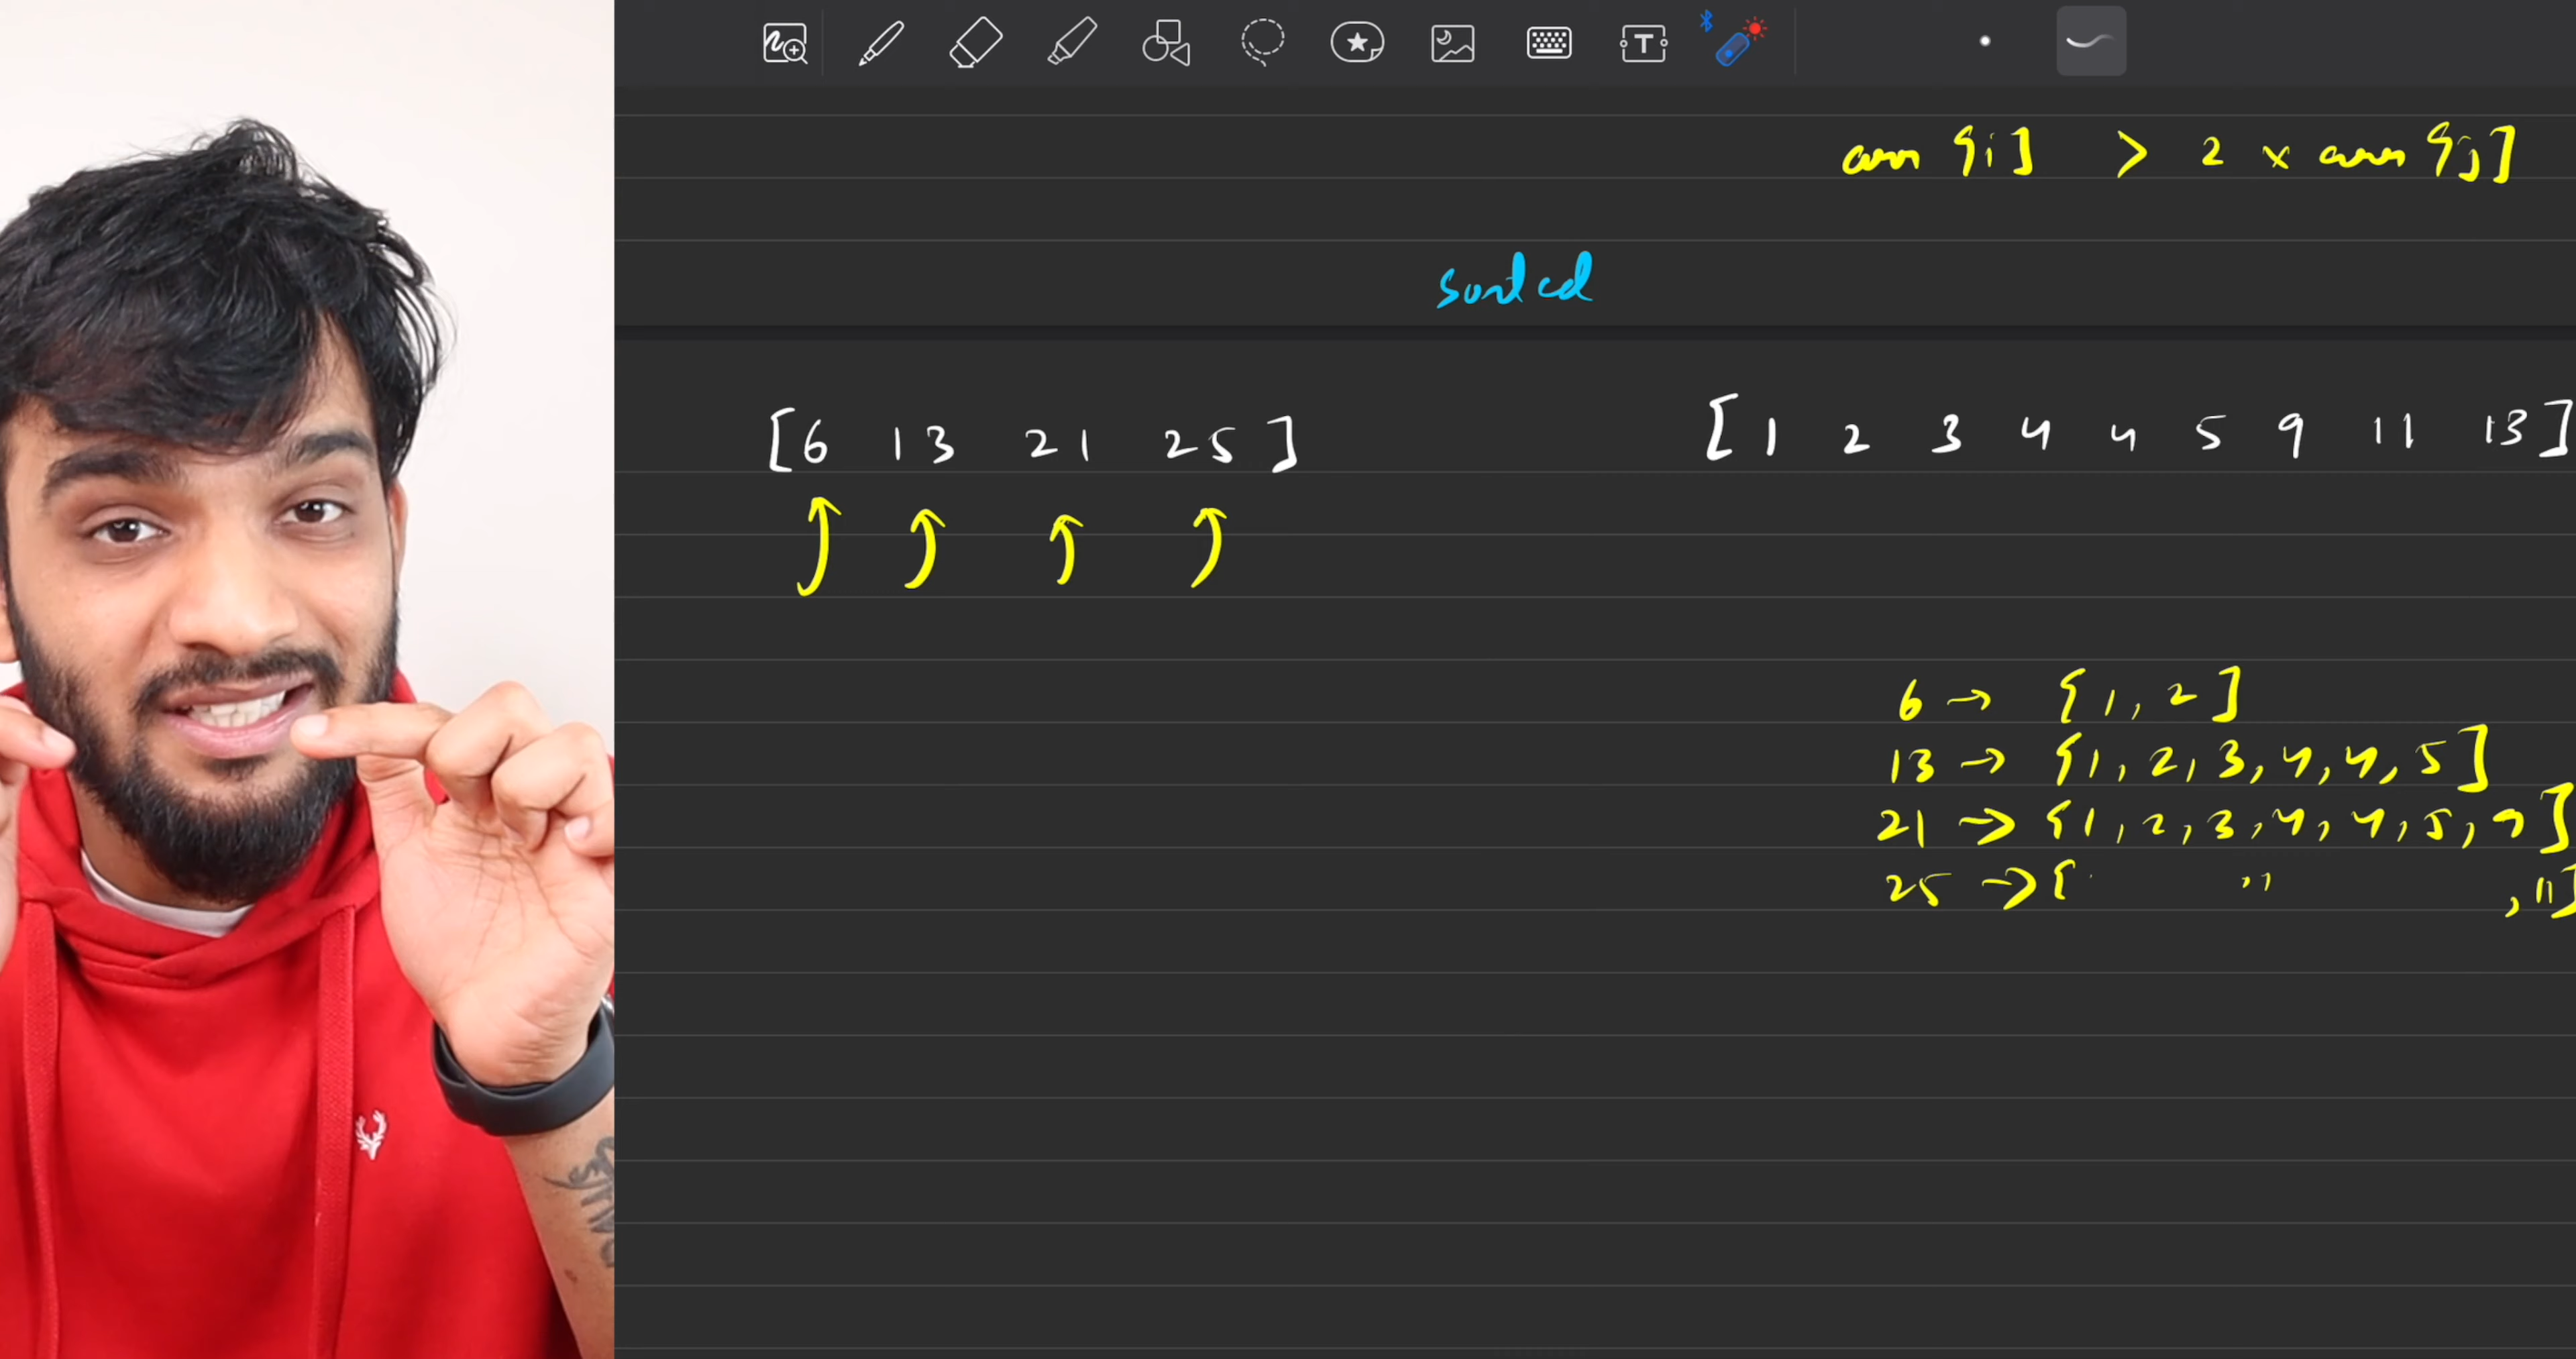 arr[i] > 2 x arr[j]
sorted
[6 13 21 25] [1 2 3 4 4 5 9 11 13]
6 → {1, 2]
13 → {1, 2, 3, 4, 4, 5]
21 → {1, 2, 3, 4, 4, 5, 9]
25 → { " , 11]